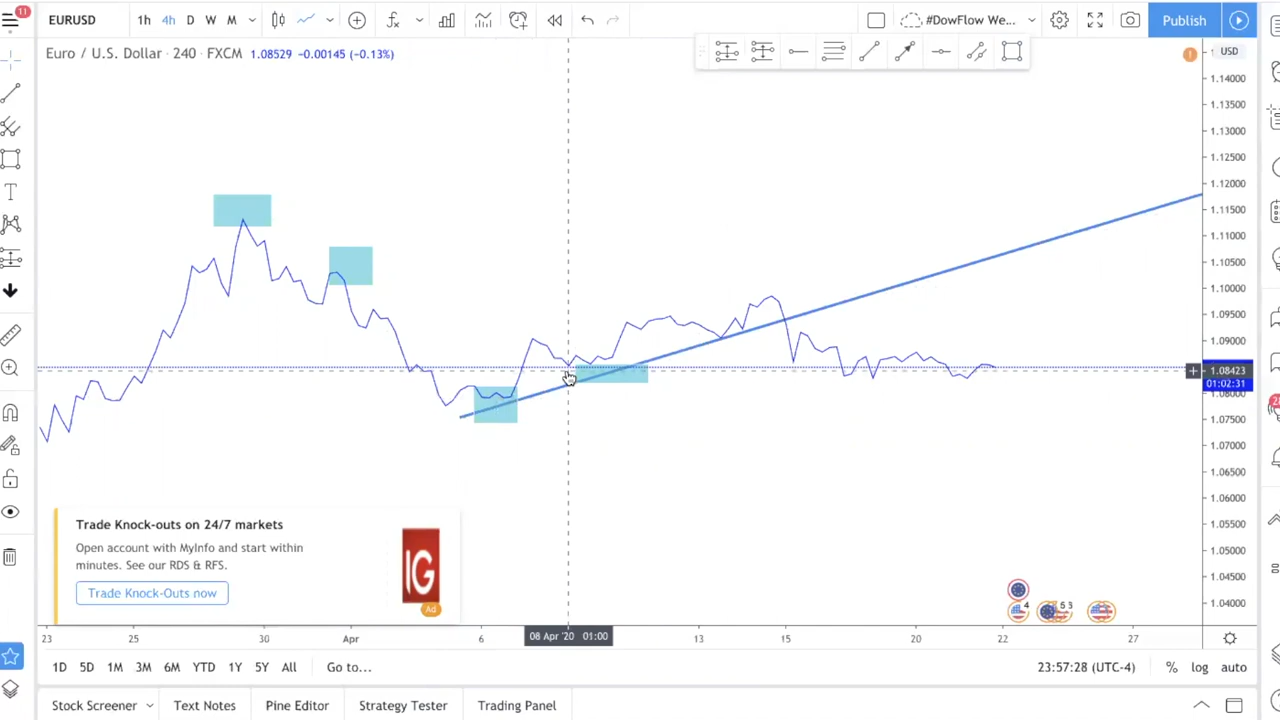 11
EURUSD
1h 4h D W M
#DowFlow We...
Publish
Euro / U.S. Dollar · 240 · FXCM 1.08529 −0.00145 (−0.13%)
USD
1.14000
1.13500
1.13000
1.12500
1.12000
1.11500
1.11000
1.10500
1.10000
1.09500
1.09000
1.08423
01:02:31
1.08000
1.07500
1.07000
1.06500
1.06000
1.05500
1.05000
1.04500
1.04000
Trade Knock-outs on 24/7 markets
Open account with MyInfo and start within
minutes. See our RDS & RFS.
Trade Knock-Outs now
IG
Ad
4 5 3
23 25 30 Apr 6 08 Apr '20 01:00 13 15 20 22 27
1D 5D 1M 3M 6M YTD 1Y 5Y All Go to...
23:57:28 (UTC-4) % log auto
Stock Screener Text Notes Pine Editor Strategy Tester Trading Panel